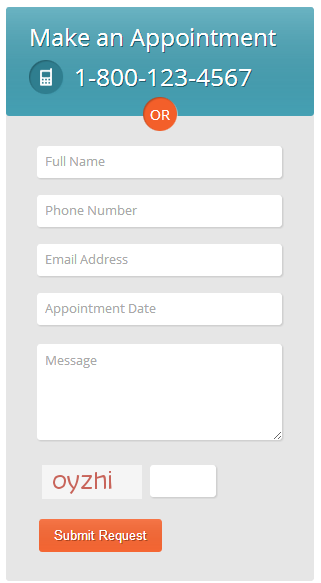 Make an Appointment
1-800-123-4567
OR
Full Name
Phone Number
Email Address
Appointment Date
Message
oyzhi
Submit Request